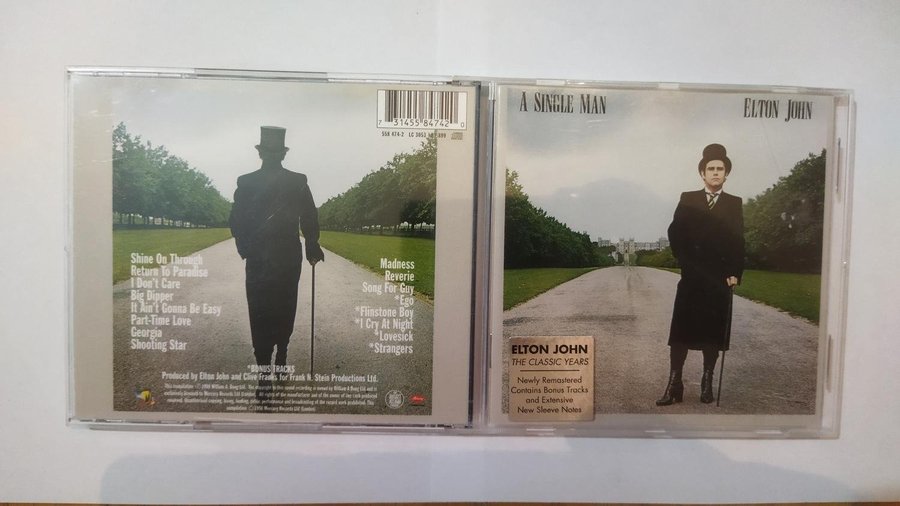 7 31455 84742 0
558 474-2 LC 3051
Shine On Through
Return To Paradise
I Don't Care
Big Dipper
It Ain't Gonna Be Easy
Part-Time Love
Georgia
Shooting Star
Madness
Reverie
Song For Guy
*Ego
*Flinstone Boy
*I Cry At Night
*Lovesick
*Strangers
*BONUS TRACKS
Produced by Elton John and Clive Franks for Frank N. Stein Productions Ltd.
A SINGLE MAN
ELTON JOHN
ELTON JOHN
THE CLASSIC YEARS
Newly Remastered
Contains Bonus Tracks
and Extensive
New Sleeve Notes